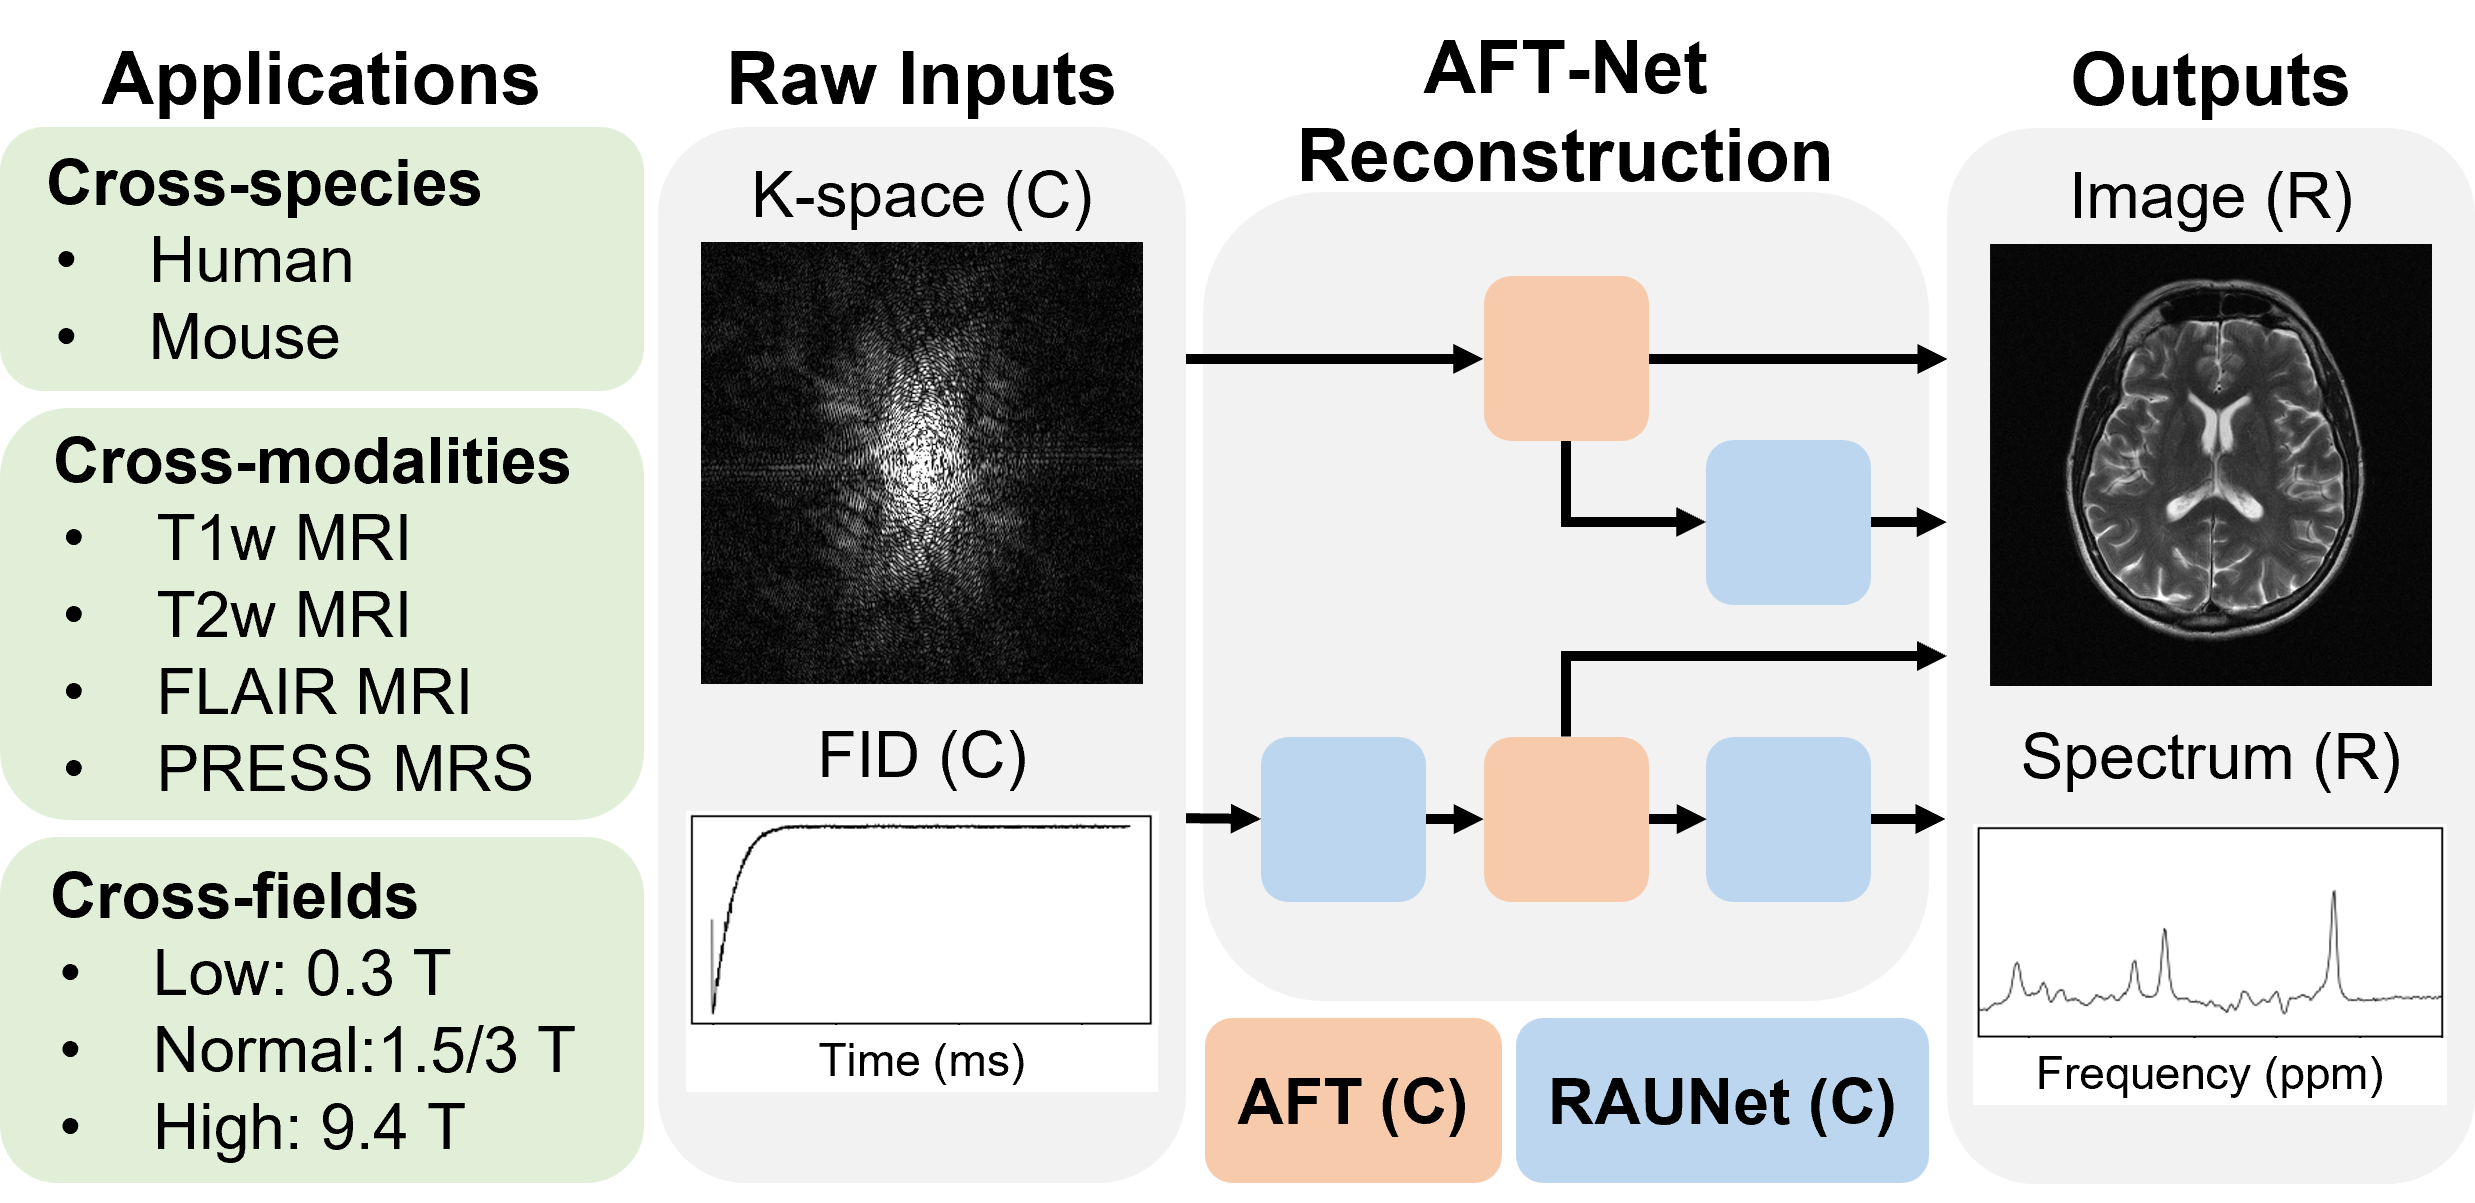 Applications
Cross-species
• Human
• Mouse
Cross-modalities
• T1w MRI
• T2w MRI
• FLAIR MRI
• PRESS MRS
Cross-fields
• Low: 0.3 T
• Normal:1.5/3 T
• High: 9.4 T
Raw Inputs
K-space (C)
FID (C)
Time (ms)
AFT-Net
Reconstruction
AFT (C)
RAUNet (C)
Outputs
Image (R)
Spectrum (R)
Frequency (ppm)